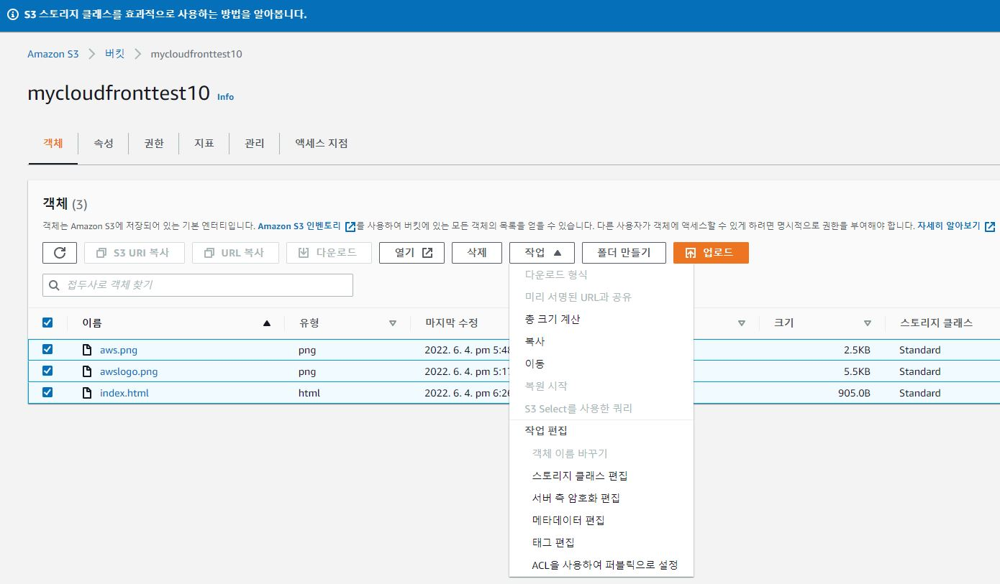 S3 스토리지 클래스를 효과적으로 사용하는 방법을 알아봅니다.
Amazon S3 버킷 mycloudfronttest10
mycloudfronttest10 Info
객체 속성 권한 지표 관리 액세스 지점
객체 (3)
객체는 Amazon S3에 저장되어 있는 기본 엔터티입니다. Amazon S3 인벤토리 를 사용하여 버킷에 있는 모든 객체의 목록을 얻을 수 있습니다. 다른 사용자가 객체에 액세스할 수 있게 하려면 명시적으로 권한을 부여해야 합니다. 자세히 알아보기
S3 URI 복사 URL 복사 다운로드 열기 삭제 작업 폴더 만들기 업로드
접두사로 객체 찾기
이름 유형 마지막 수정 크기 스토리지 클래스
aws.png png 2022. 6. 4. pm 5:48 2.5KB Standard
awslogo.png png 2022. 6. 4. pm 5:17 5.5KB Standard
index.html html 2022. 6. 4. pm 6:26 905.0B Standard
다운로드 형식
미리 서명된 URL과 공유
총 크기 계산
복사
이동
복원 시작
S3 Select를 사용한 쿼리
작업 편집
객체 이름 바꾸기
스토리지 클래스 편집
서버 측 암호화 편집
메타데이터 편집
태그 편집
ACL을 사용하여 퍼블릭으로 설정